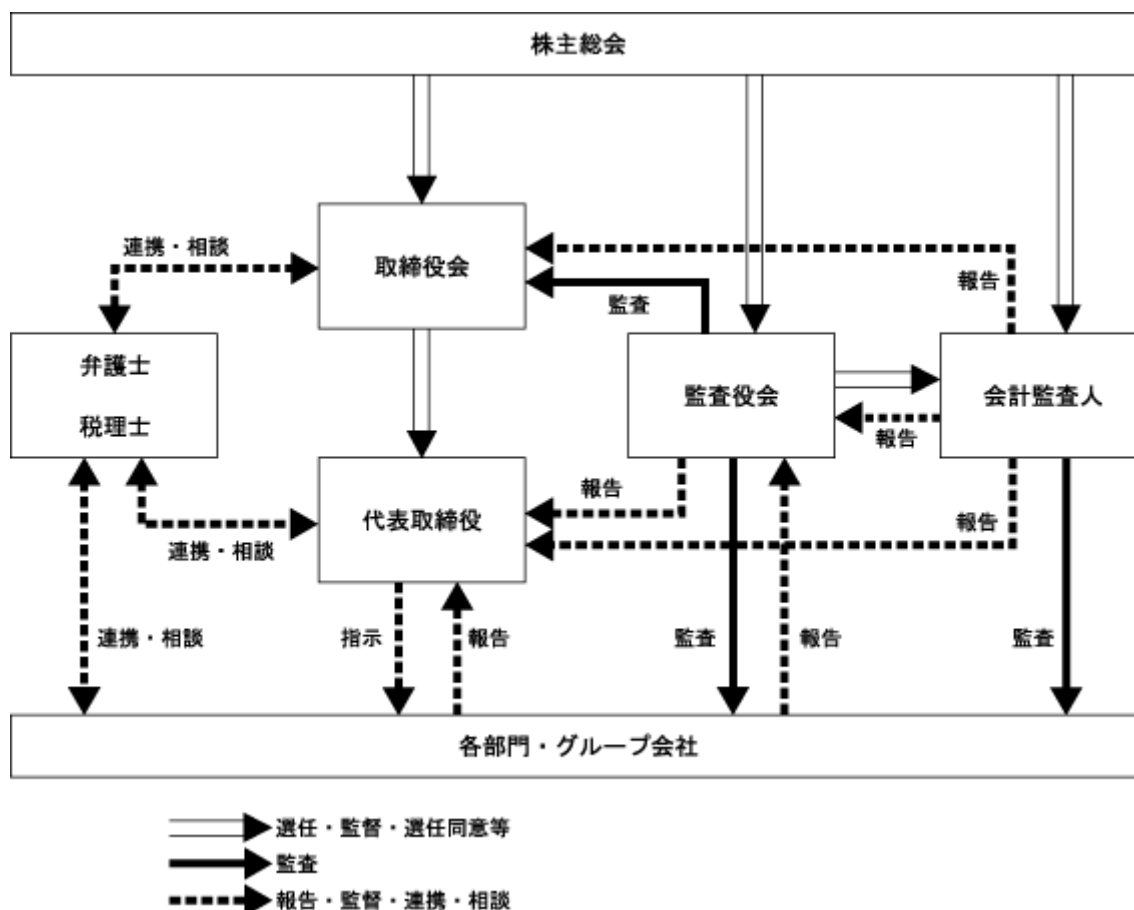 株主総会
連携・相談
取締役会
報告
監査
弁護士
税理士
監査役会
会計監査人
報告
報告
代表取締役
報告
連携・相談
連携・相談
指示
報告
監査
報告
監査
各部門・グループ会社
選任・監督・選任同意等
監査
報告・監督・連携・相談